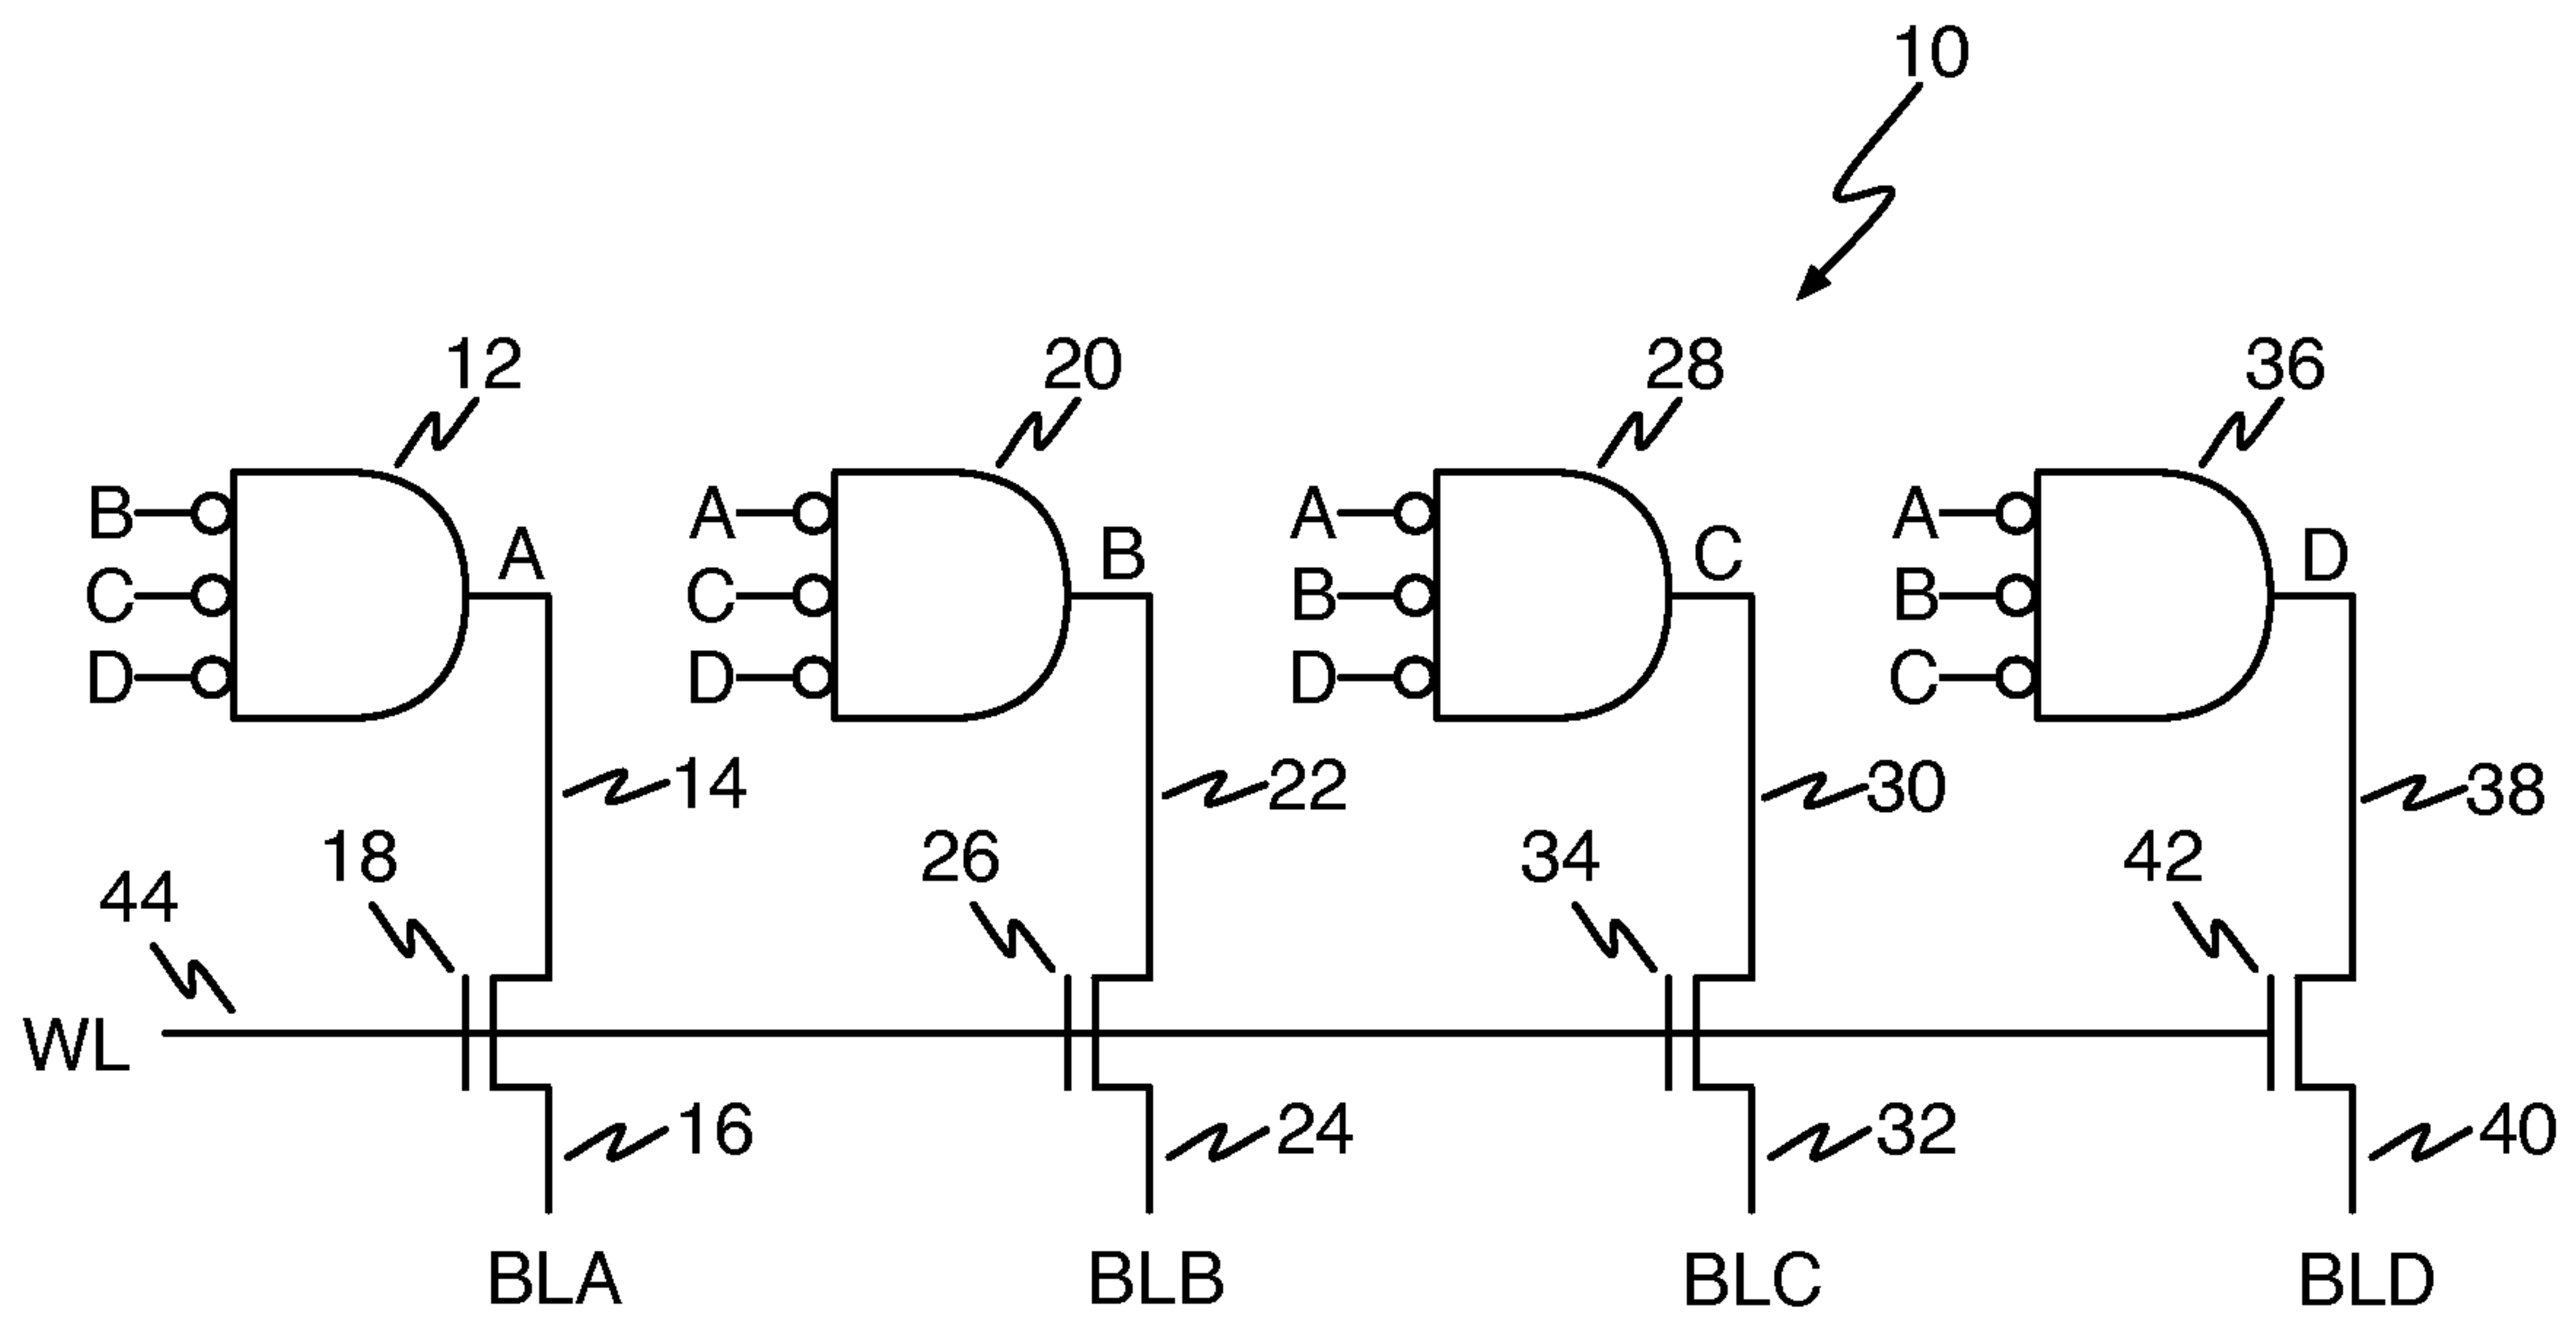 10
12 20 28 36
B A A A
A B C D
C C B B
D D D C
14 22 30 38
18 26 34 42
44
WL
16 24 32 40
BLA BLB BLC BLD